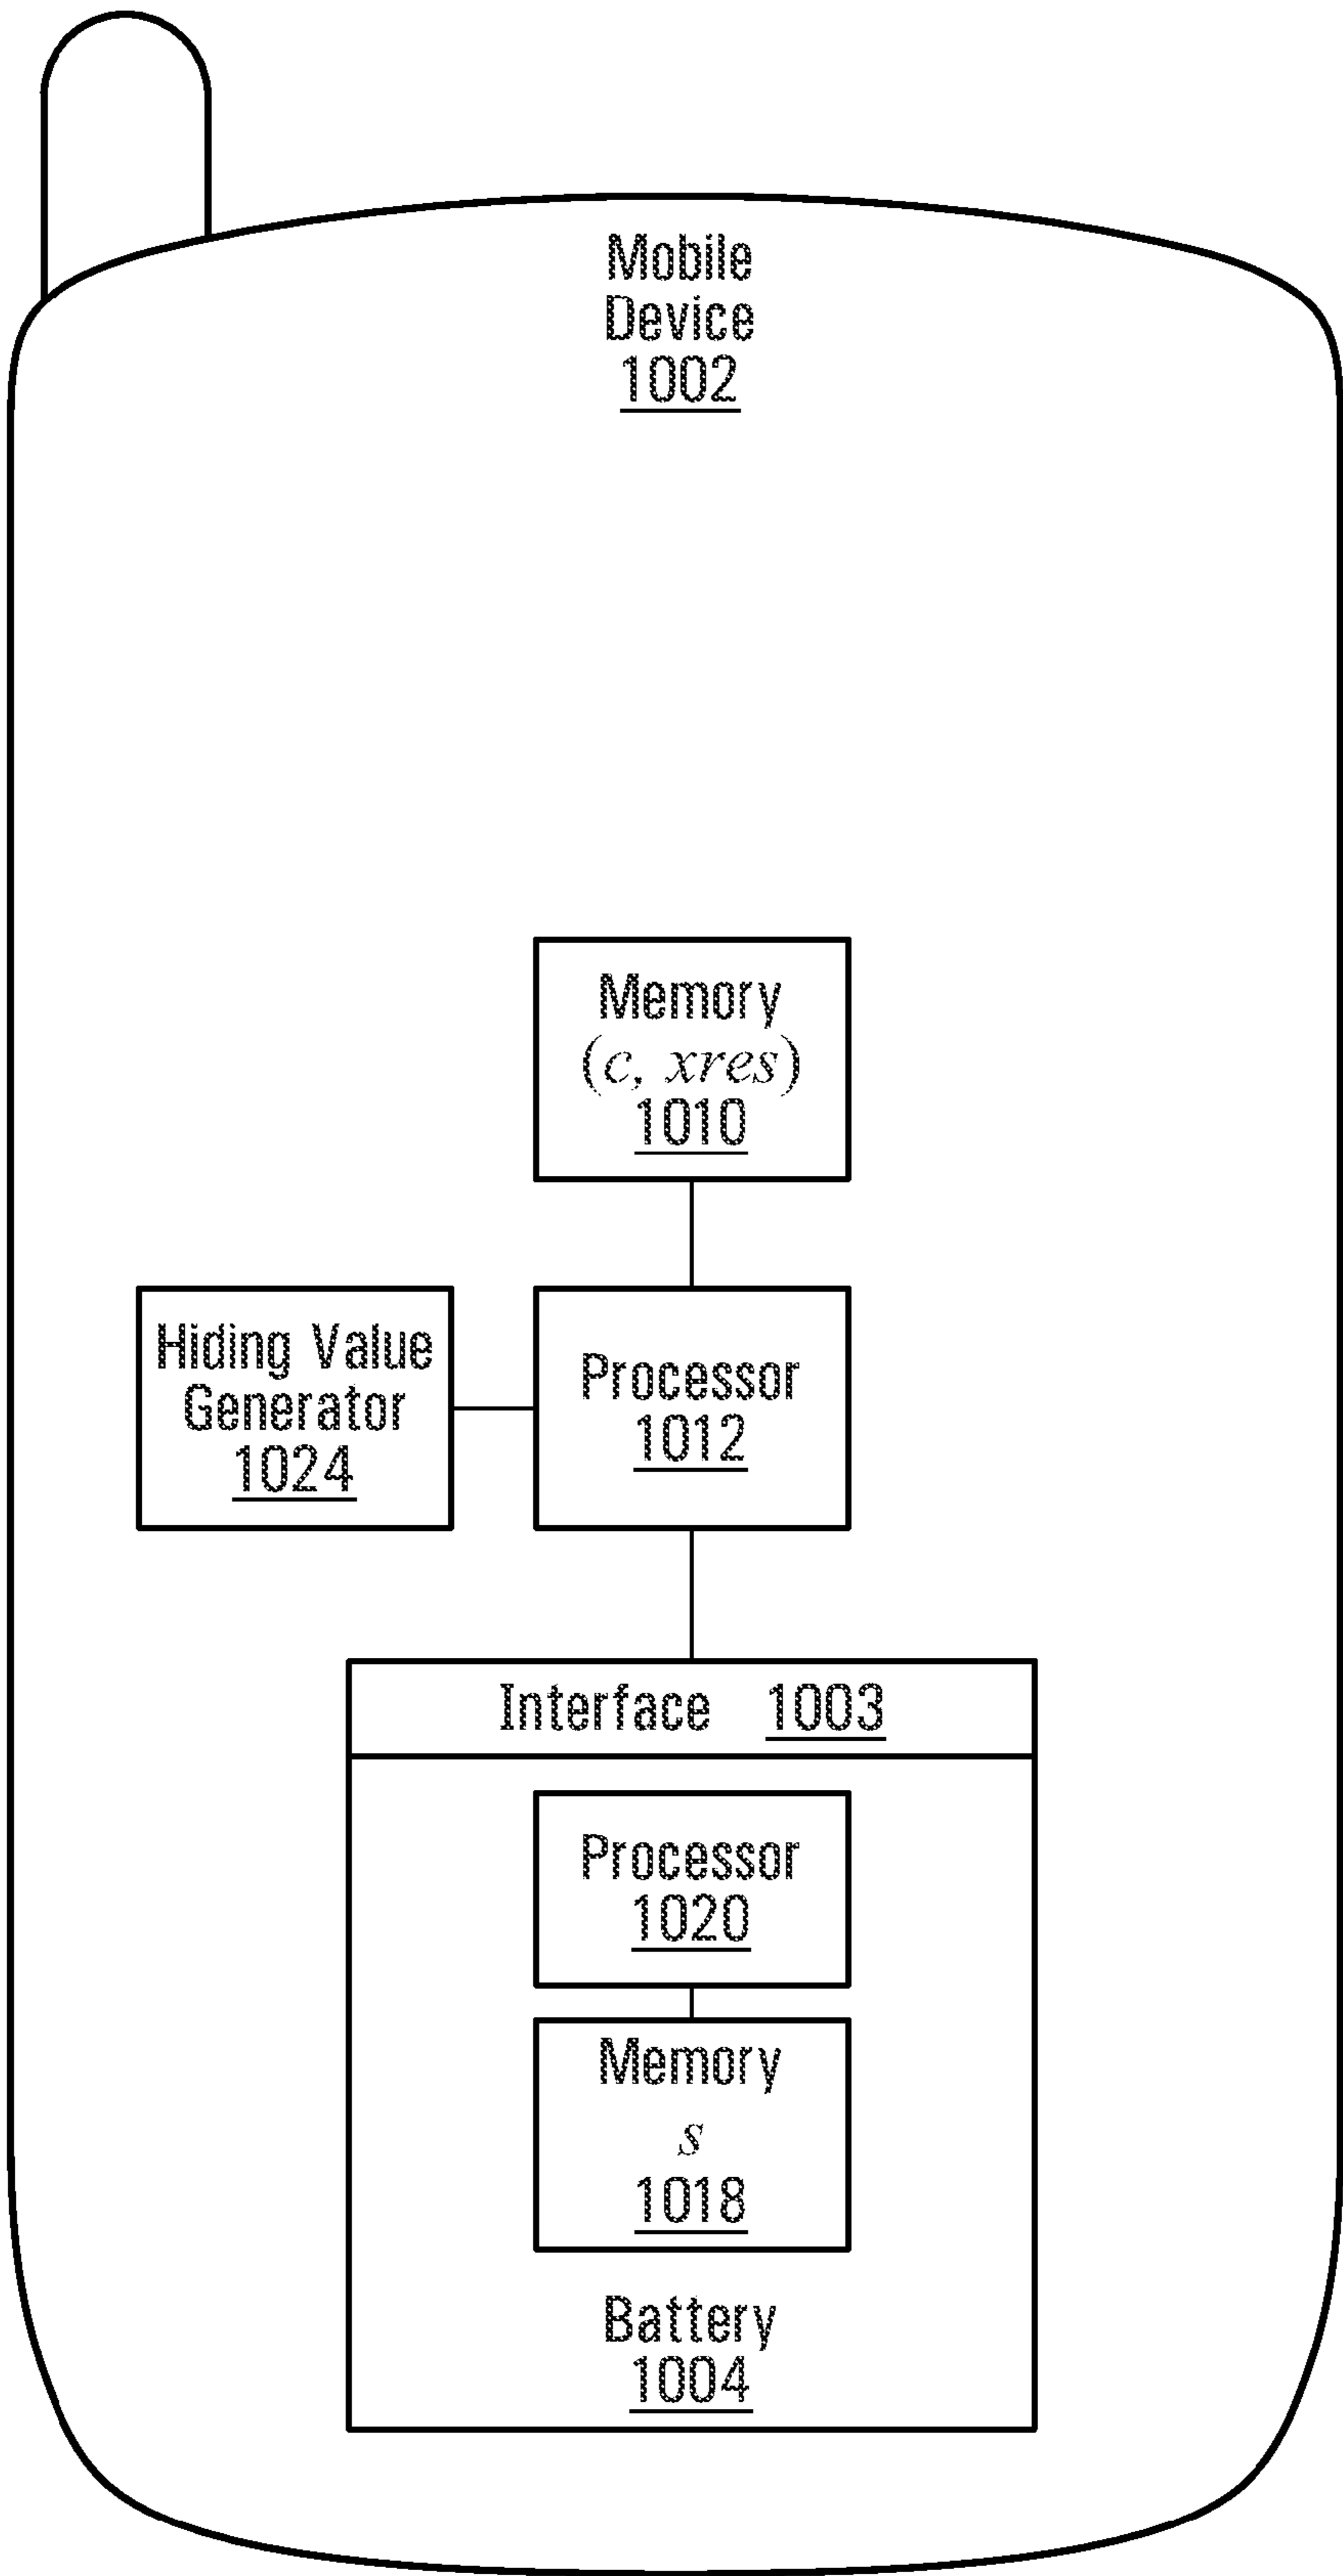 Mobile
Device
1002
Memory
(c, xres)
1010
Hiding Value
Generator
1024
Processor
1012
Interface 1003
Processor
1020
Memory
s
1018
Battery
1004